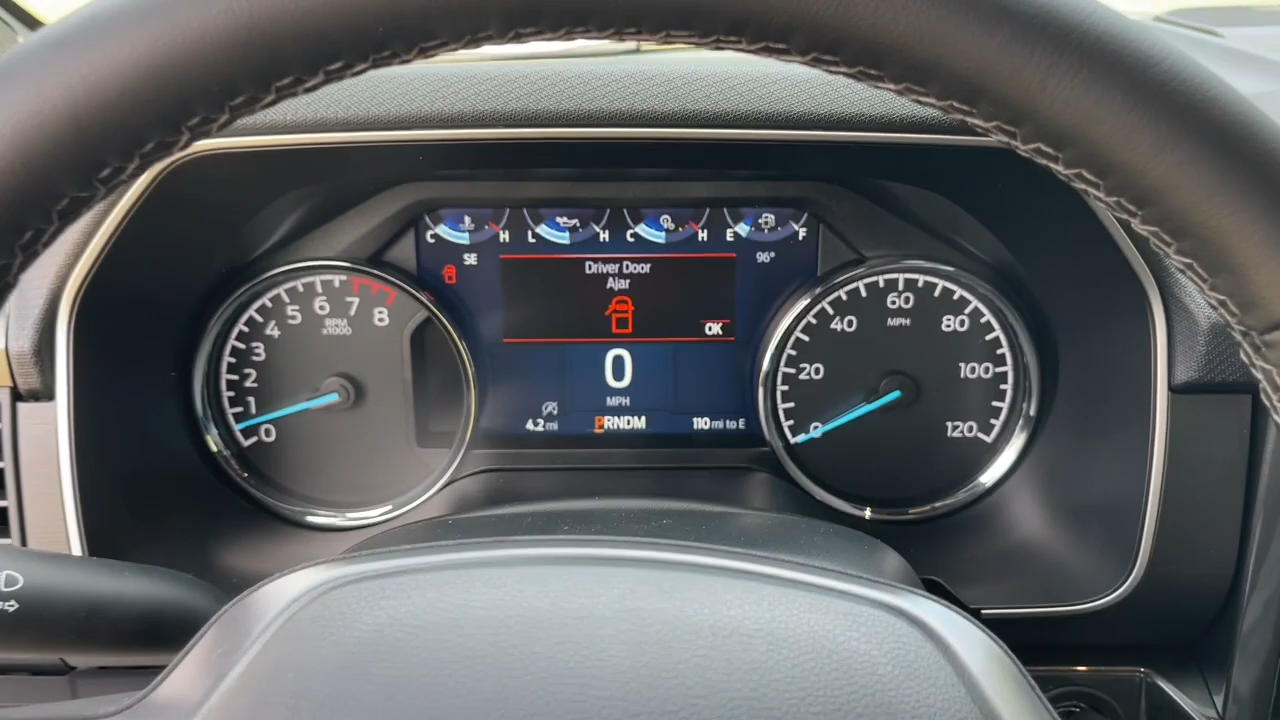 C H L H C H E F
SE
96°
Driver Door
Ajar
OK
0
MPH
4.2 mi
PRNDM
110 mi to E
0
1
2
3
4
5
6
7
8
RPM
x1000
0
20
40
60
80
100
120
MPH